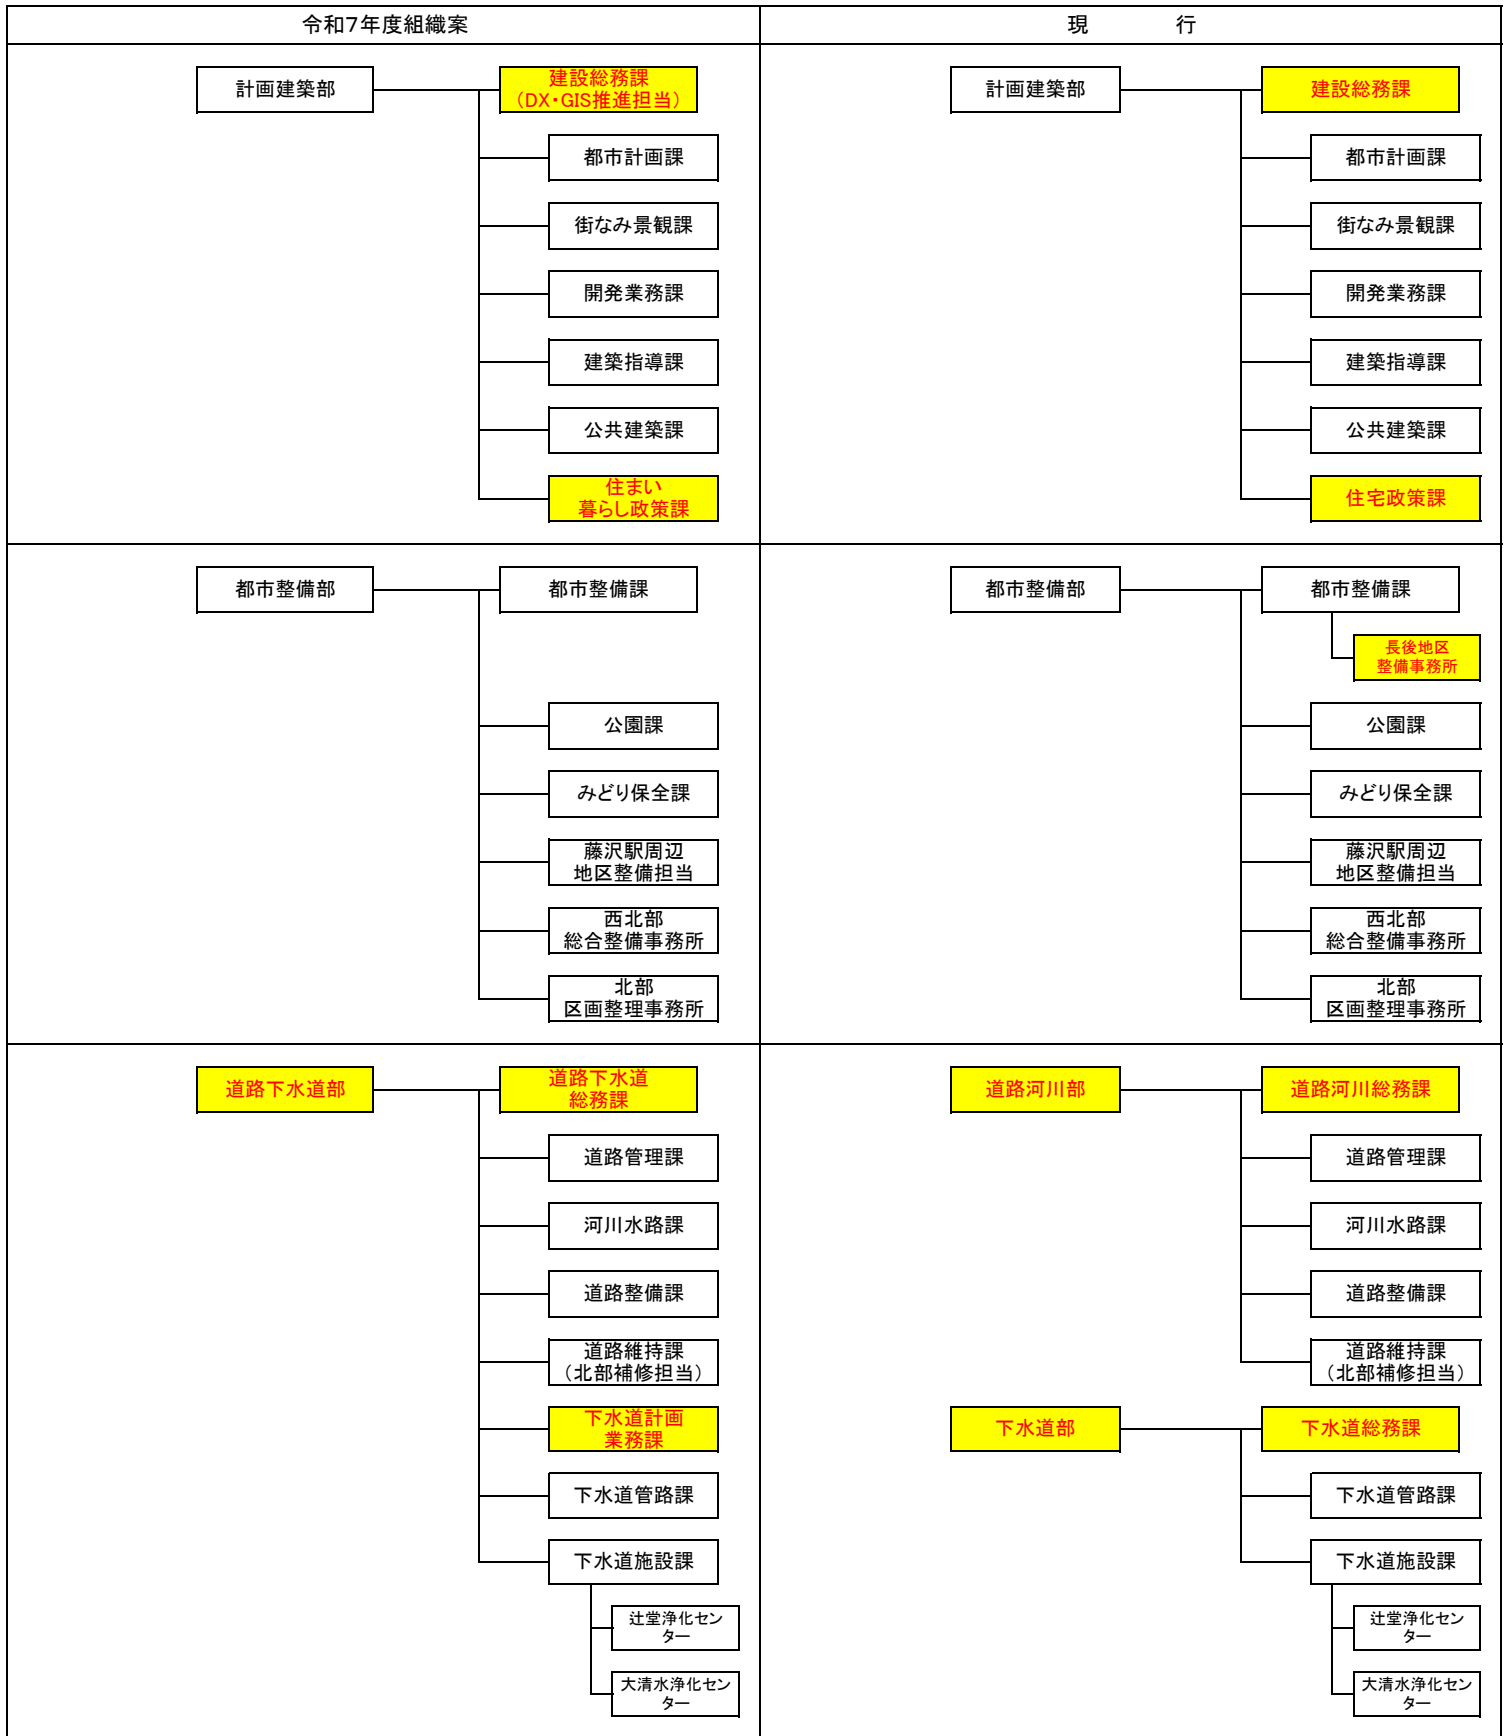 令和7年度組織案
現　　　行
計画建築部
建設総務課
（DX・GIS推進担当）
都市計画課
街なみ景観課
開発業務課
建築指導課
公共建築課
住まい
暮らし政策課
計画建築部
建設総務課
都市計画課
街なみ景観課
開発業務課
建築指導課
公共建築課
住宅政策課
都市整備部
都市整備課
公園課
みどり保全課
藤沢駅周辺
地区整備担当
西北部
総合整備事務所
北部
区画整理事務所
都市整備部
都市整備課
長後地区
整備事務所
公園課
みどり保全課
藤沢駅周辺
地区整備担当
西北部
総合整備事務所
北部
区画整理事務所
道路下水道部
道路下水道
総務課
道路管理課
河川水路課
道路整備課
道路維持課
（北部補修担当）
下水道計画
業務課
下水道管路課
下水道施設課
辻堂浄化セン
ター
大清水浄化セン
ター
道路河川部
道路河川総務課
道路管理課
河川水路課
道路整備課
道路維持課
（北部補修担当）
下水道部
下水道総務課
下水道管路課
下水道施設課
辻堂浄化セン
ター
大清水浄化セン
ター